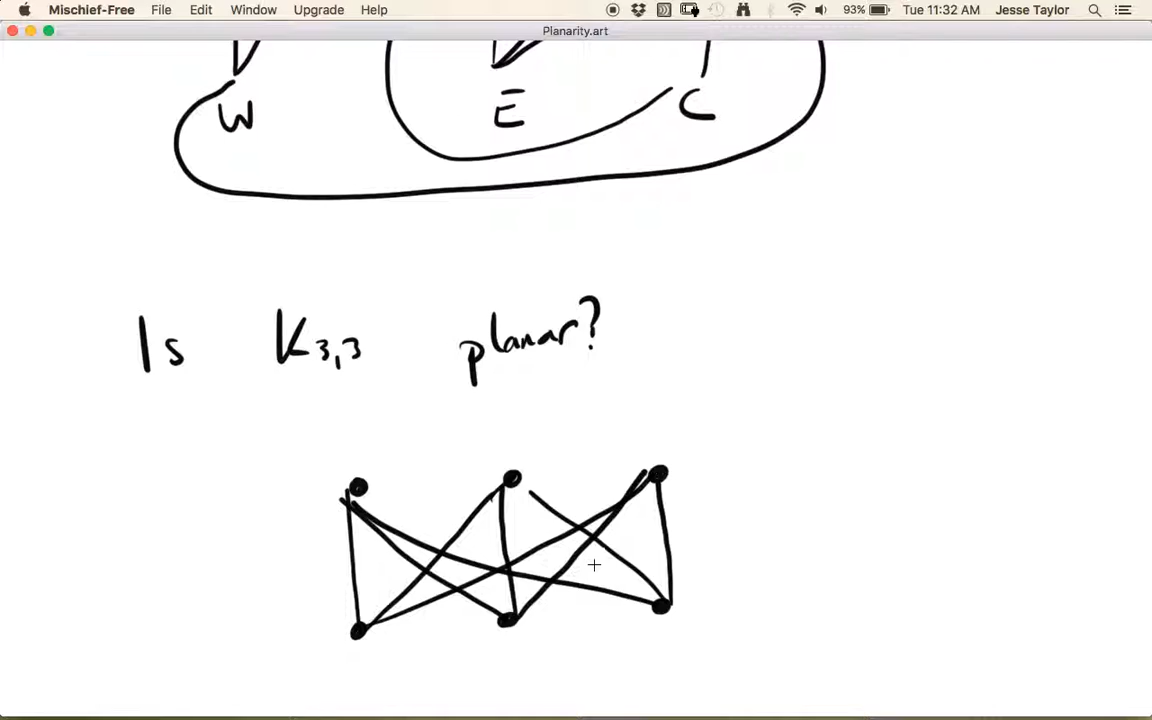 Mischief-Free File Edit Window Upgrade Help 93% Tue 11:32 AM Jesse Taylor
Planarity.art
W E C
Is K3,3 planar?